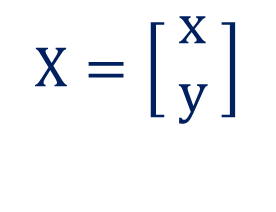 X = [
x
y
]